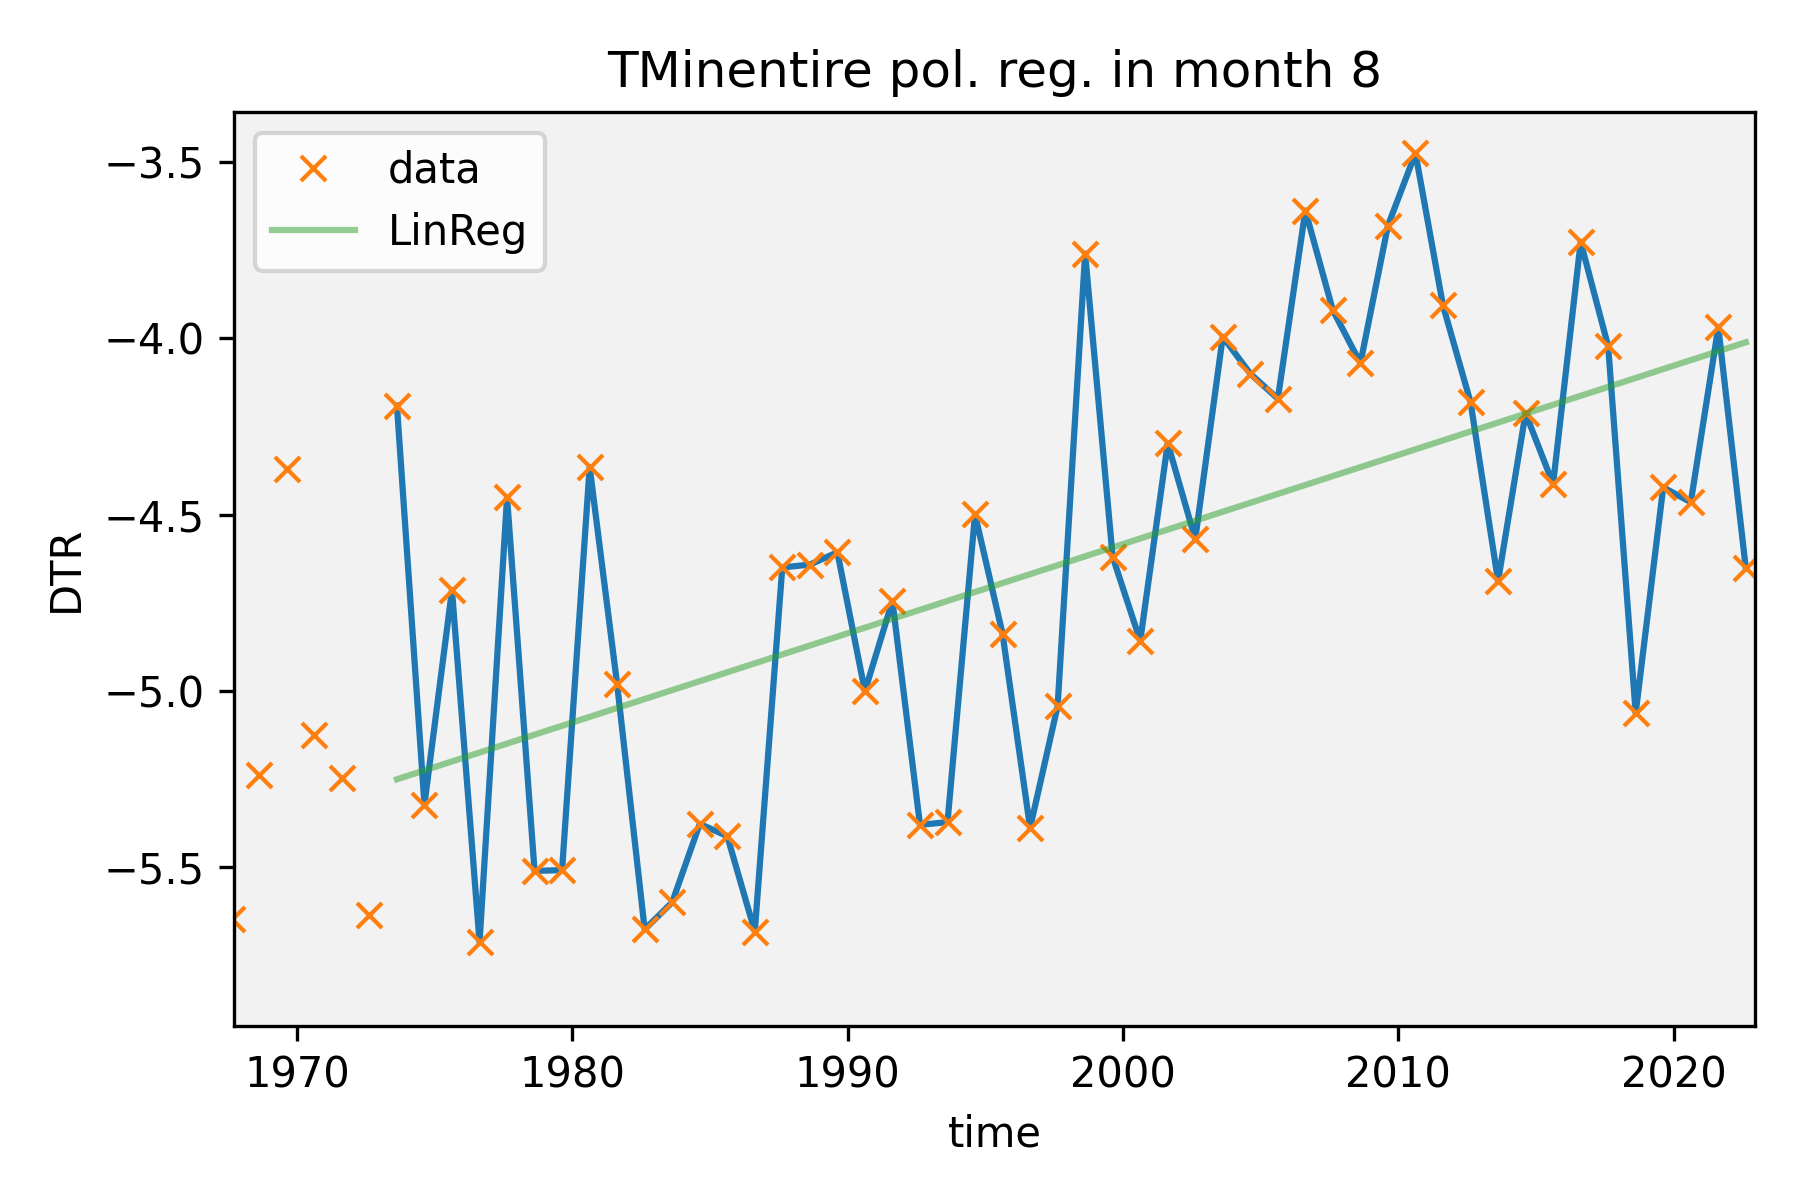 TMinentire pol. reg. in month 8
data
LinReg
DTR
−3.5
−4.0
−4.5
−5.0
−5.5
1970 1980 1990 2000 2010 2020
time